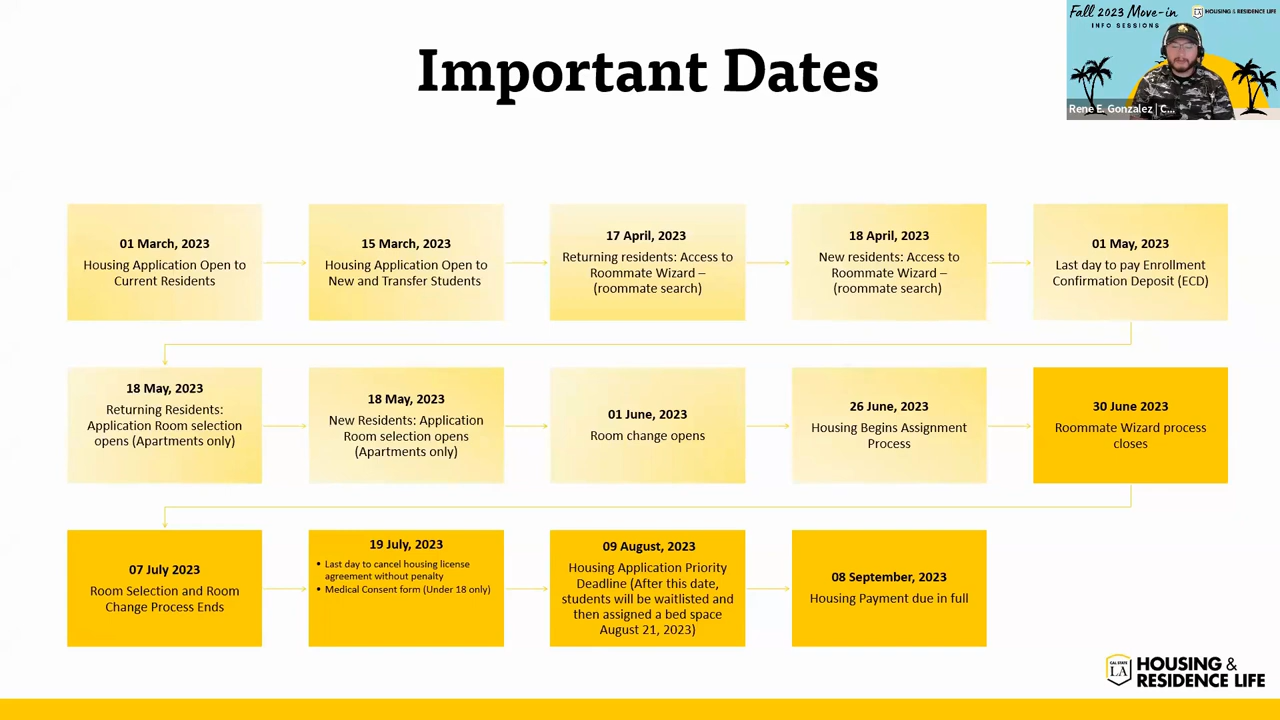 Important Dates
Fall 2023 Move-in
INFO SESSIONS
LA
HOUSING & RESIDENCE LIFE
Rene E. Gonzalez | C...
01 March, 2023
Housing Application Open to
Current Residents
15 March, 2023
Housing Application Open to
New and Transfer Students
17 April, 2023
Returning residents: Access to
Roommate Wizard –
(roommate search)
18 April, 2023
New residents: Access to
Roommate Wizard –
(roommate search)
01 May, 2023
Last day to pay Enrollment
Confirmation Deposit (ECD)
18 May, 2023
Returning Residents:
Application Room selection
opens (Apartments only)
18 May, 2023
New Residents: Application
Room selection opens
(Apartments only)
01 June, 2023
Room change opens
26 June, 2023
Housing Begins Assignment
Process
30 June 2023
Roommate Wizard process
closes
07 July 2023
Room Selection and Room
Change Process Ends
19 July, 2023
• Last day to cancel housing license
agreement without penalty
• Medical Consent form (Under 18 only)
09 August, 2023
Housing Application Priority
Deadline (After this date,
students will be waitlisted and
then assigned a bed space
August 21, 2023)
08 September, 2023
Housing Payment due in full
CAL STATE
LA
HOUSING &
RESIDENCE LIFE